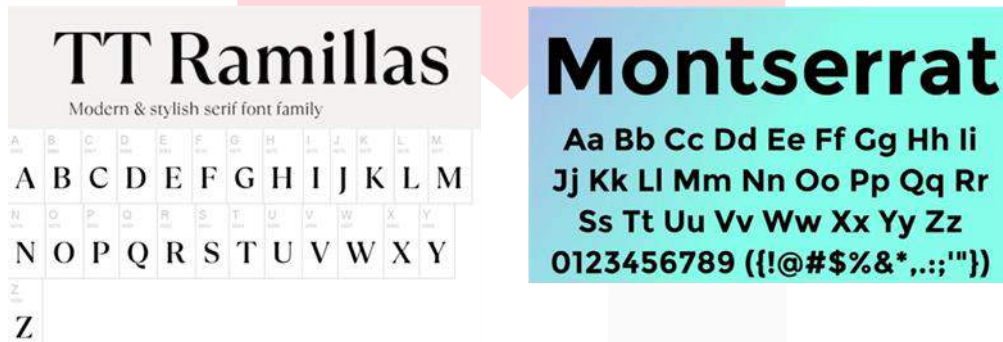 TT Ramillas
Modern & stylish serif font family
A B C D E F G H I J K L M
A B C D E F G H I J K L M
N O P Q R S T U V W X Y
N O P Q R S T U V W X Y
Z
Z
Montserrat
Aa Bb Cc Dd Ee Ff Gg Hh Ii
Jj Kk Ll Mm Nn Oo Pp Qq Rr
Ss Tt Uu Vv Ww Xx Yy Zz
0123456789 ({!@#$%&*,.:;'"})